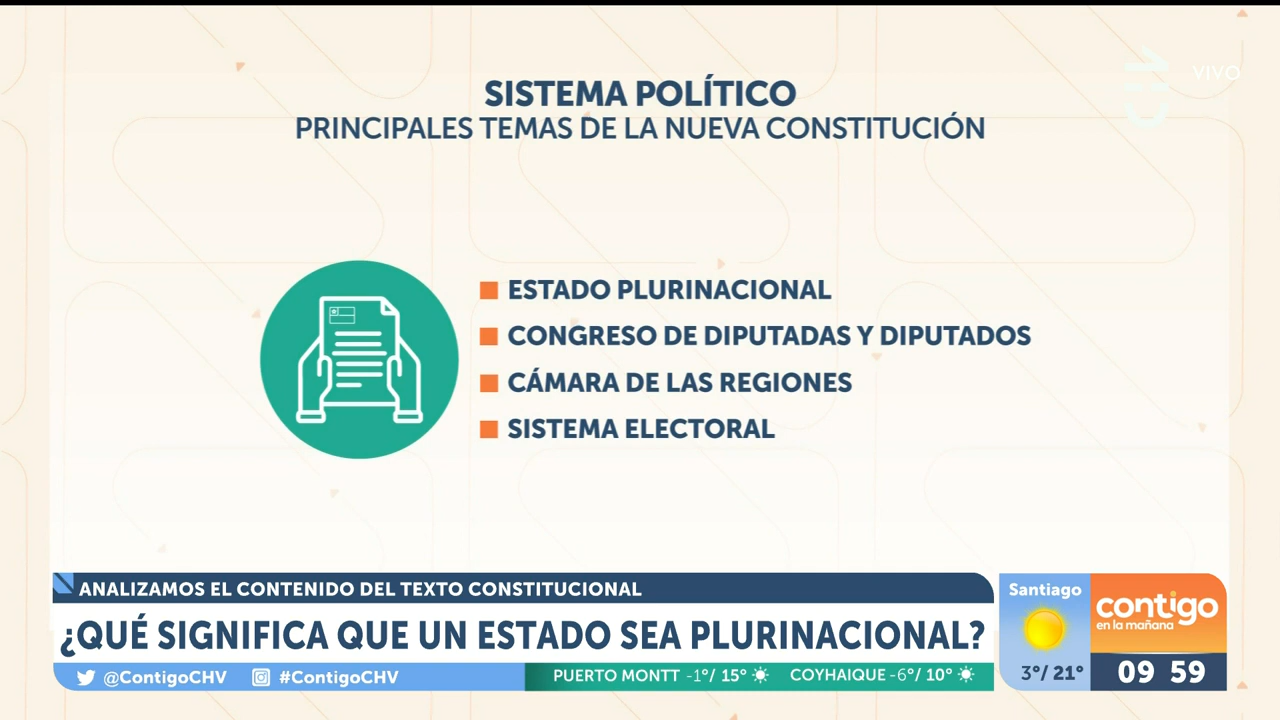 SISTEMA POLÍTICO
PRINCIPALES TEMAS DE LA NUEVA CONSTITUCIÓN
VIVO
ESTADO PLURINACIONAL
CONGRESO DE DIPUTADAS Y DIPUTADOS
CÁMARA DE LAS REGIONES
SISTEMA ELECTORAL
ANALIZAMOS EL CONTENIDO DEL TEXTO CONSTITUCIONAL
¿QUÉ SIGNIFICA QUE UN ESTADO SEA PLURINACIONAL?
@ContigoCHV #ContigoCHV
PUERTO MONTT -1°/ 15° COYHAIQUE -6°/ 10°
Santiago
3°/ 21°
contigo
en la mañana
09 59